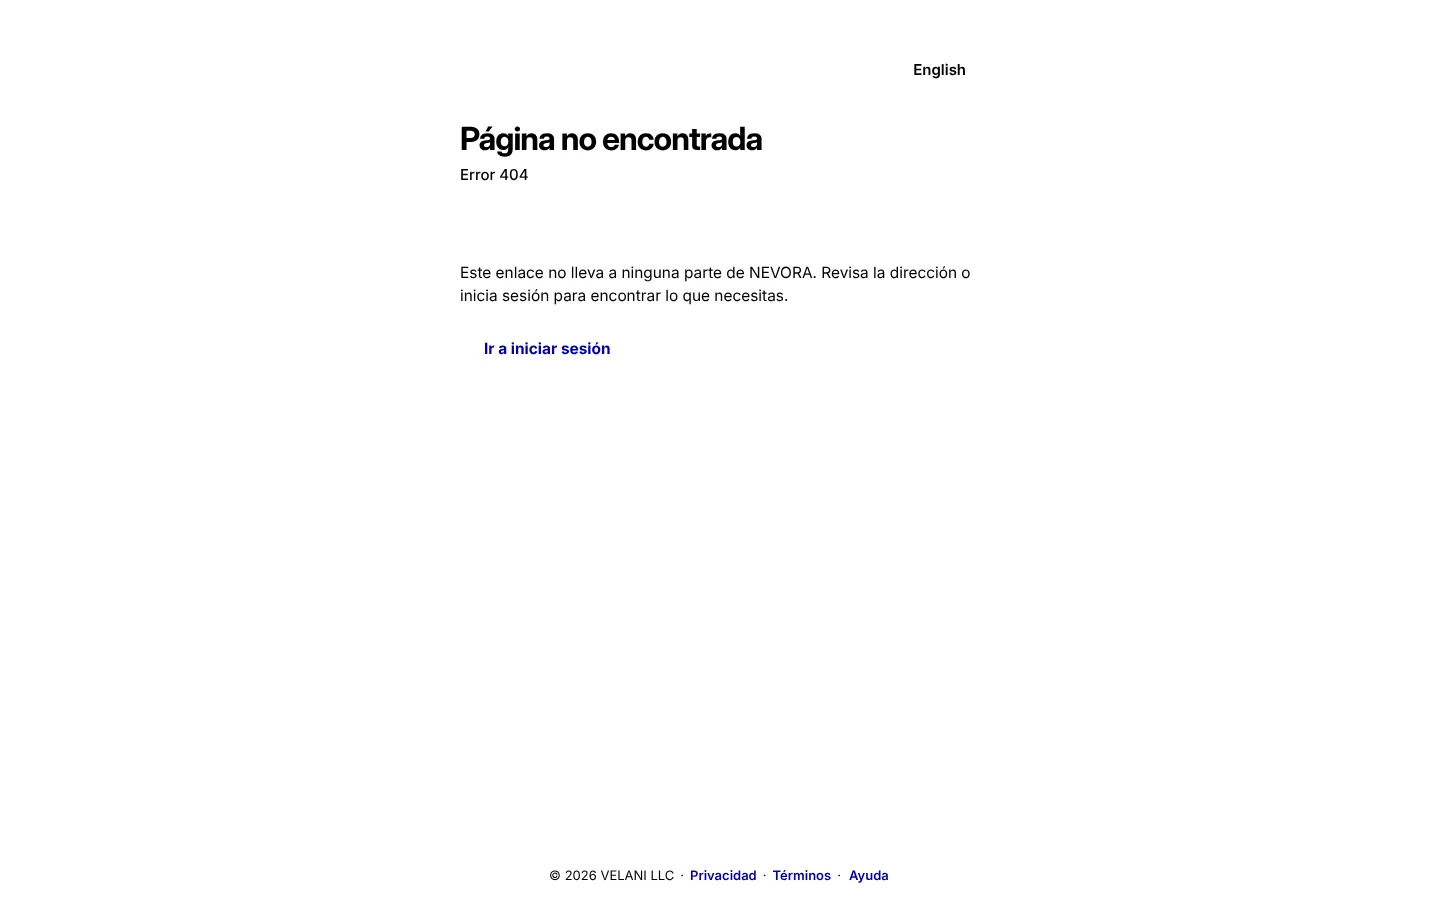 English
Página no encontrada
Error 404
Este enlace no lleva a ninguna parte de NEVORA. Revisa la dirección o
inicia sesión para encontrar lo que necesitas.
Ir a iniciar sesión
© 2026 VELANI LLC · Privacidad · Términos · Ayuda